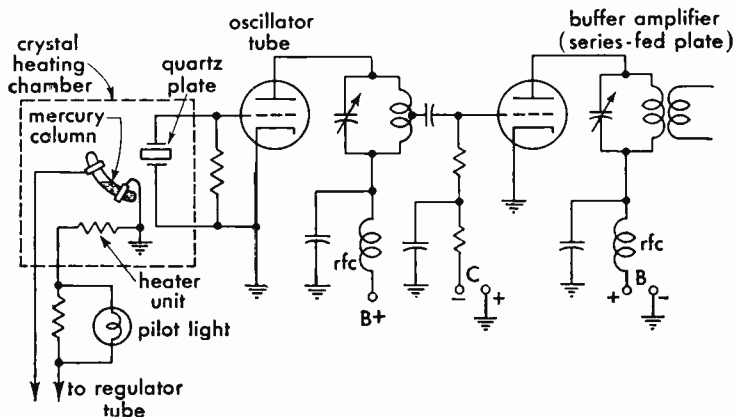 crystal
heating
chamber
mercury
column
quartz
plate
oscillator
tube
buffer amplifier
(series-fed plate)
heater
unit
pilot light
to regulator
tube
rfc
B+
C
−
+
rfc
B
+
−